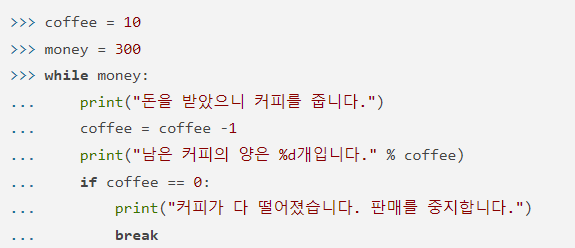 >>> coffee = 10
>>> money = 300
>>> while money:
...     print("돈을 받았으니 커피를 줍니다.")
...     coffee = coffee -1
...     print("남은 커피의 양은 %d개입니다." % coffee)
...     if coffee == 0:
...         print("커피가 다 떨어졌습니다. 판매를 중지합니다.")
...         break